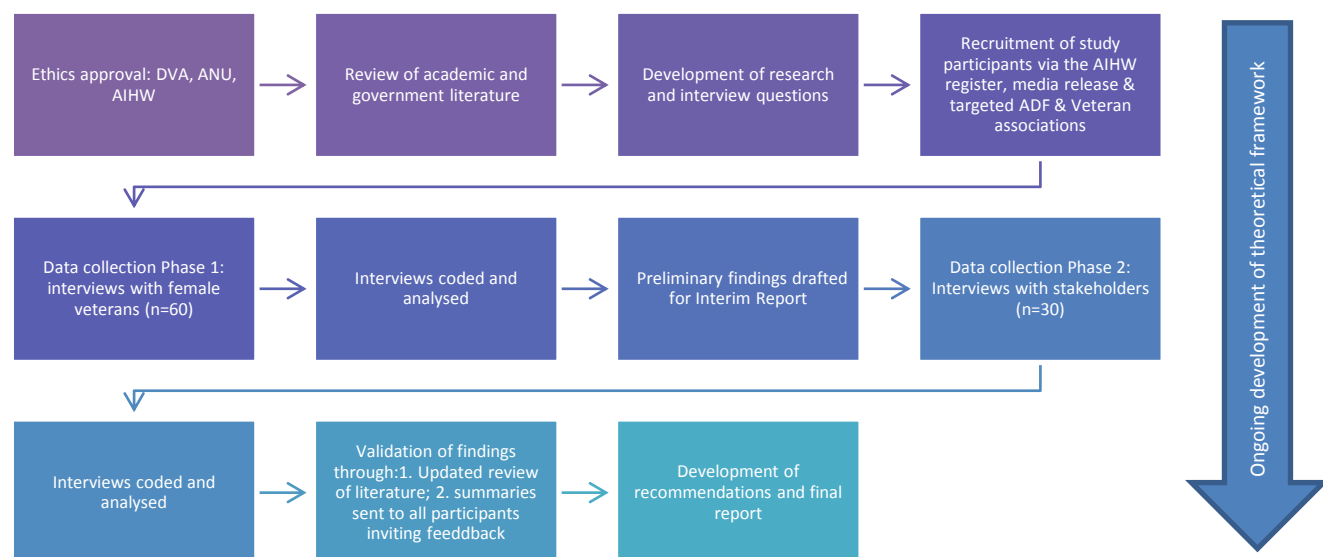 Ethics approval: DVA, ANU,
AIHW
Review of academic and
government literature
Development of research
and interview questions
Recruitment of study
participants via the AIHW
register, media release &
targeted ADF & Veteran
associations
Data collection Phase 1:
interviews with female
veterans (n=60)
Interviews coded and
analysed
Preliminary findings drafted
for Interim Report
Data collection Phase 2:
Interviews with stakeholders
(n=30)
Interviews coded and
analysed
Validation of findings
through:1. Updated review
of literature; 2. summaries
sent to all participants
inviting feeddback
Development of
recommendations and final
report
Ongoing development of theoretical framework